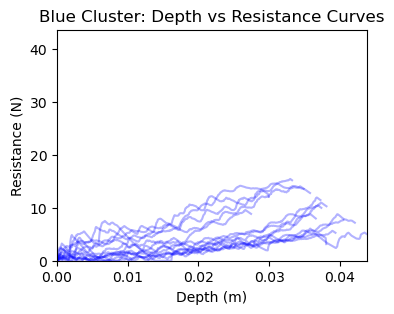 Blue Cluster: Depth vs Resistance Curves
Resistance (N)
40
30
20
10
0
0.00 0.01 0.02 0.03 0.04
Depth (m)